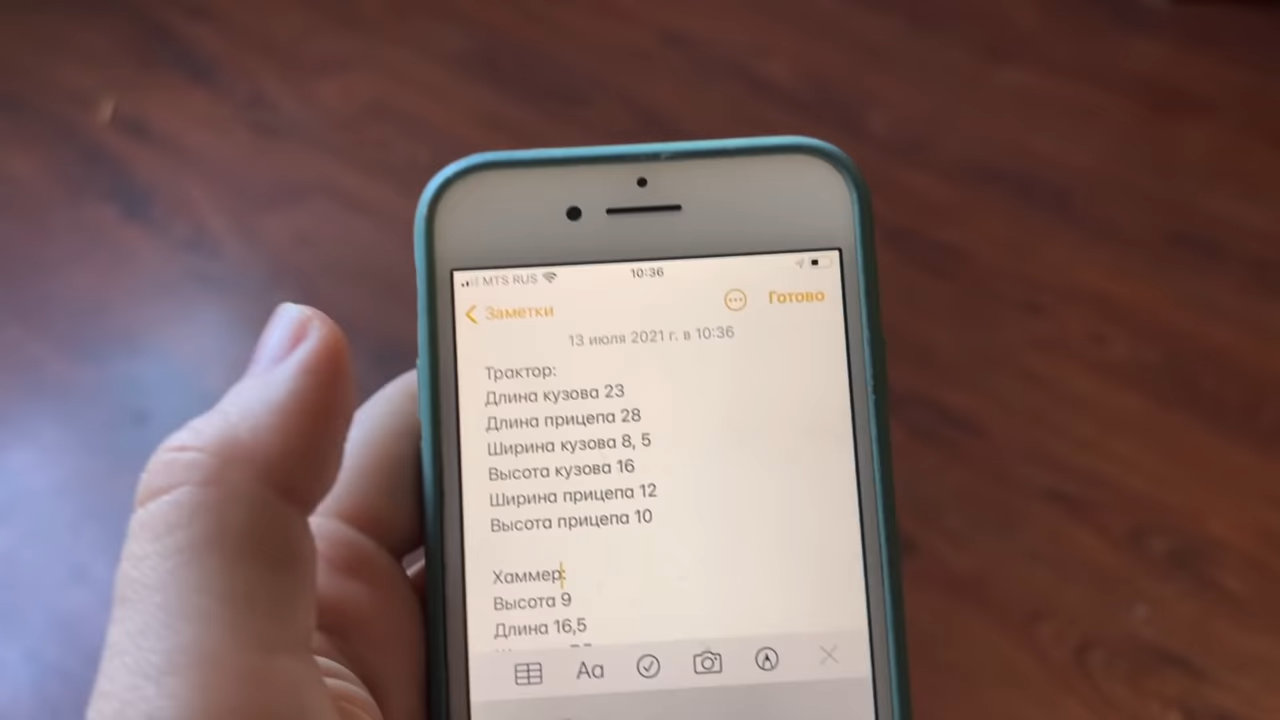 MTS RUS
10:36
Заметки
Готово
13 июля 2021 г. в 10:36
Трактор:
Длина кузова 23
Длина прицепа 28
Ширина кузова 8, 5
Высота кузова 16
Ширина прицепа 12
Высота прицепа 10
Хаммер:
Высота 9
Длина 16,5
Aa